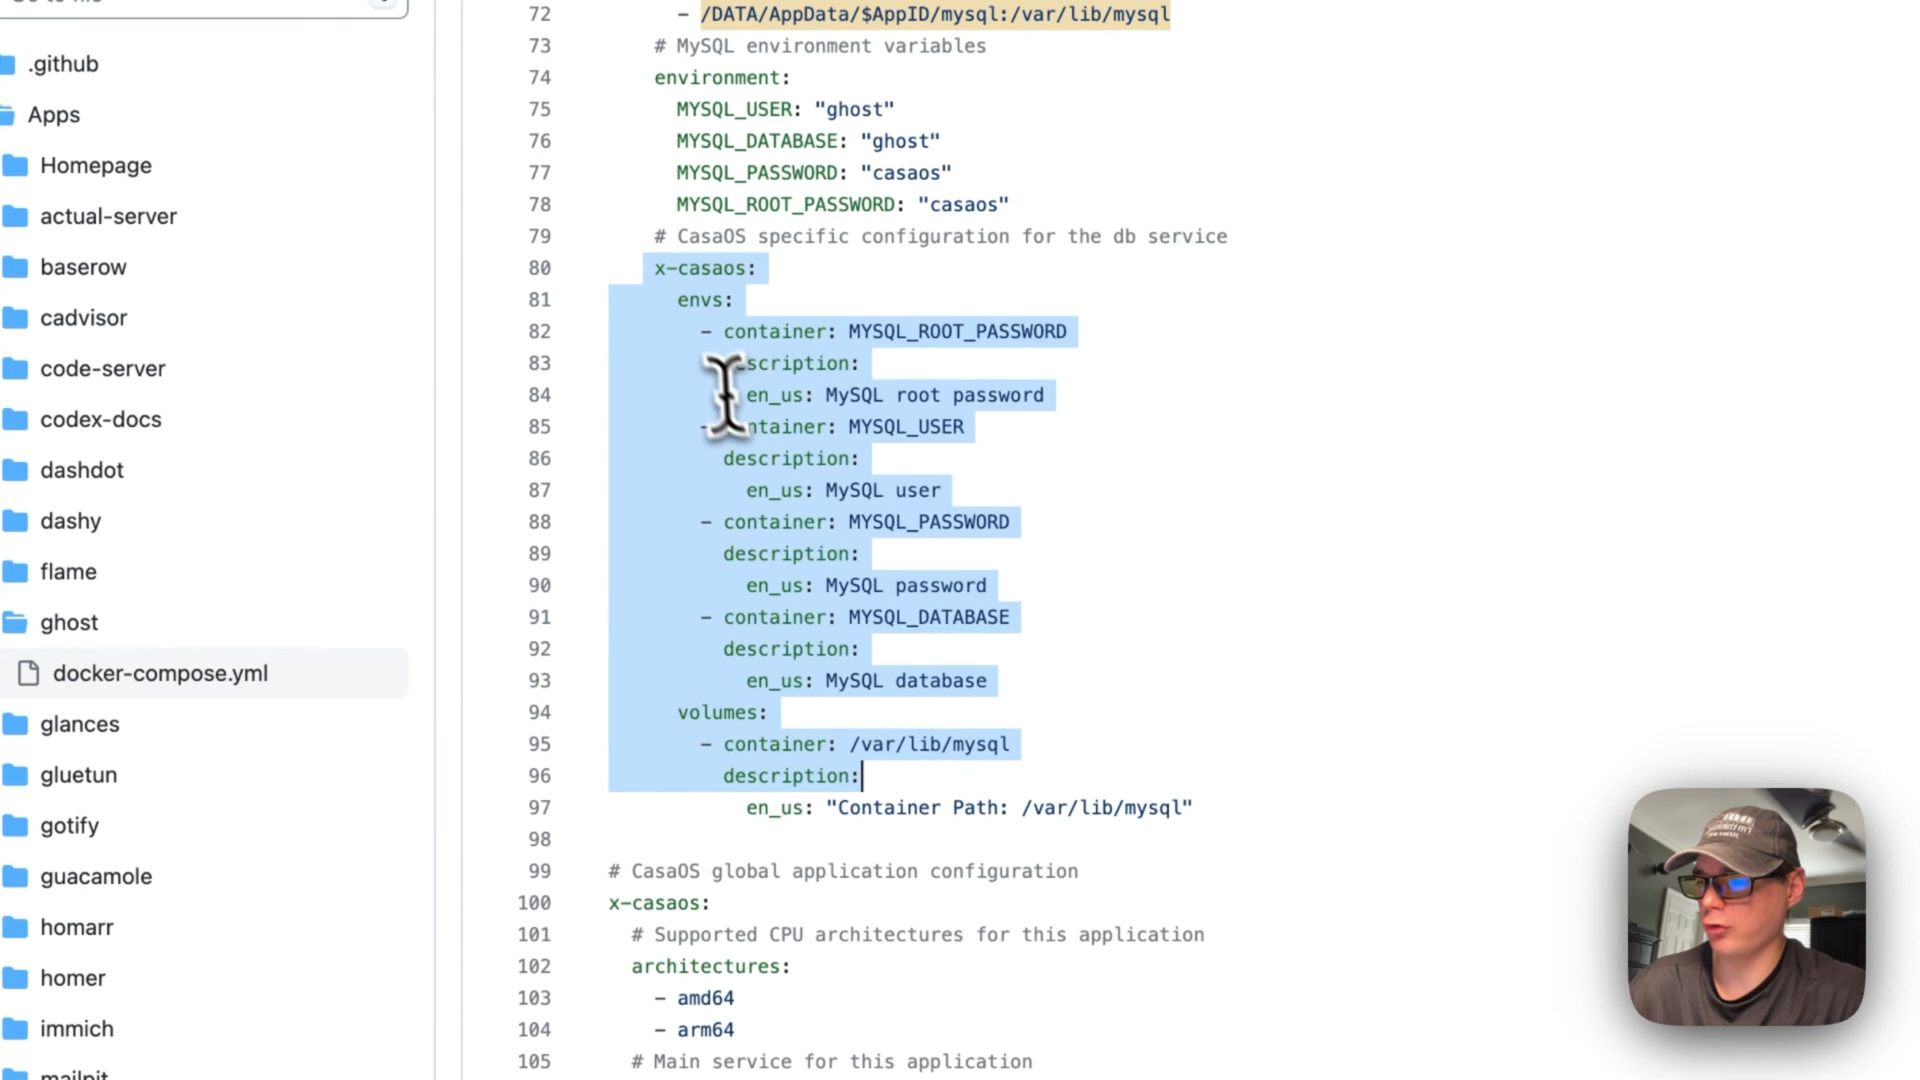 .github
Apps
Homepage
actual-server
baserow
cadvisor
code-server
codex-docs
dashdot
dashy
flame
ghost
docker-compose.yml
glances
gluetun
gotify
guacamole
homarr
homer
immich
mailpit
72 - /DATA/AppData/$AppID/mysql:/var/lib/mysql
73 # MySQL environment variables
74 environment:
75 MYSQL_USER: "ghost"
76 MYSQL_DATABASE: "ghost"
77 MYSQL_PASSWORD: "casaos"
78 MYSQL_ROOT_PASSWORD: "casaos"
79 # CasaOS specific configuration for the db service
80 x-casaos:
81 envs:
82 - container: MYSQL_ROOT_PASSWORD
83 scription:
84 en_us: MySQL root password
85 - ntainer: MYSQL_USER
86 description:
87 en_us: MySQL user
88 - container: MYSQL_PASSWORD
89 description:
90 en_us: MySQL password
91 - container: MYSQL_DATABASE
92 description:
93 en_us: MySQL database
94 volumes:
95 - container: /var/lib/mysql
96 description:
97 en_us: "Container Path: /var/lib/mysql"
98
99 # CasaOS global application configuration
100 x-casaos:
101 # Supported CPU architectures for this application
102 architectures:
103 - amd64
104 - arm64
105 # Main service for this application